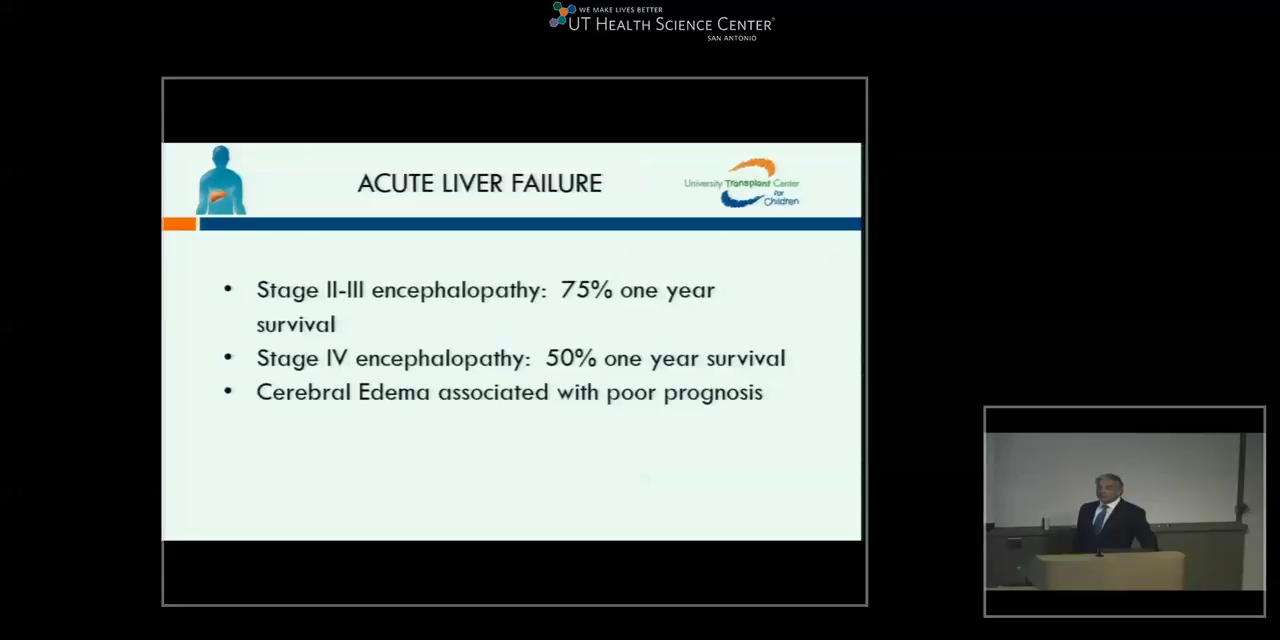 WE MAKE LIVES BETTER
UT HEALTH SCIENCE CENTER®
SAN ANTONIO
ACUTE LIVER FAILURE
University Transplant Center
for
Children
• Stage II-III encephalopathy: 75% one year
survival
• Stage IV encephalopathy: 50% one year survival
• Cerebral Edema associated with poor prognosis